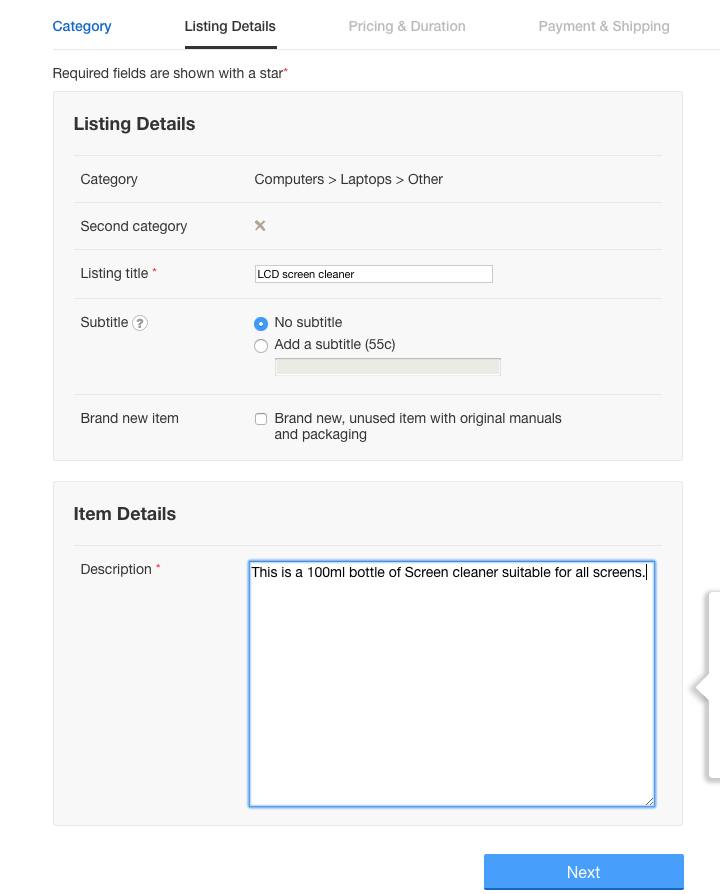 Category Listing Details Pricing & Duration Payment & Shipping
Required fields are shown with a star*
Listing Details
Category Computers > Laptops > Other
Second category
Listing title * LCD screen cleaner
Subtitle ? No subtitle
Add a subtitle (55c)
Brand new item Brand new, unused item with original manuals
and packaging
Item Details
Description * This is a 100ml bottle of Screen cleaner suitable for all screens.
Next